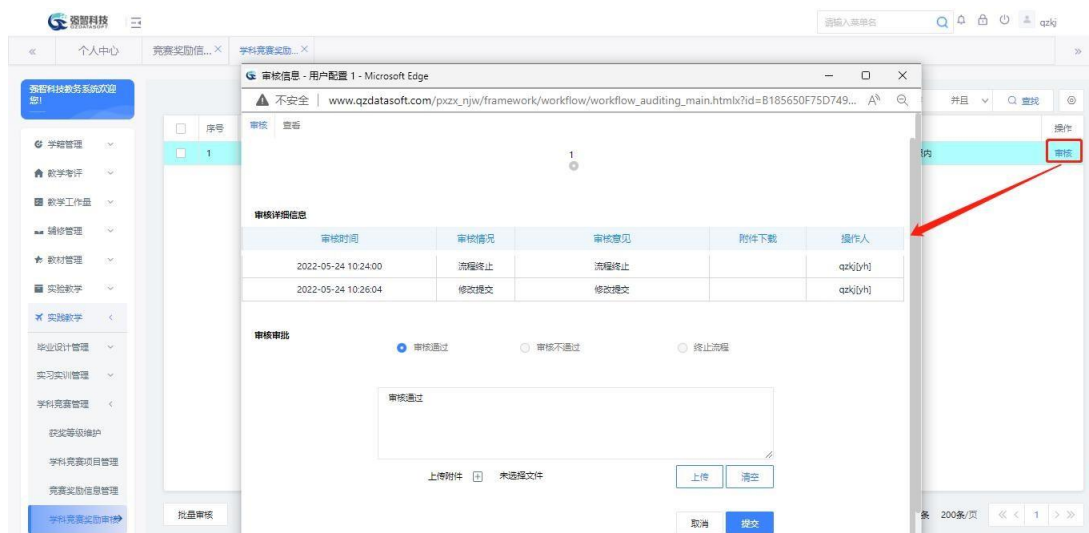 强智科技
QZDATASOFT
请输入菜单名
qzkj
个人中心
竞赛奖励信...
学科竞赛奖励...
强智科技教务系统欢迎您!
学籍管理
教学考评
教学工作量
辅修管理
教材管理
实验教学
实践教学
毕业设计管理
实习实训管理
学科竞赛管理
获奖等级维护
学科竞赛项目管理
竞赛奖励信息管理
学科竞赛奖励审核
序号
1
审核信息 - 用户配置 1 - Microsoft Edge
不安全 | www.qzdatasoft.com/pxzx_njw/framework/workflow/workflow_auditing_main.htmlx?id=B185650F75D749...
审核 查看
1
审核详细信息
审核时间 审核情况 审核意见 附件下载 操作人
2022-05-24 10:24:00 流程终止 流程终止 qzkj[yh]
2022-05-24 10:26:04 修改提交 修改提交 qzkj[yh]
审核审批
审核通过 审核不通过 终止流程
审核通过
上传附件 未选择文件 上传 清空
取消 提交
并且 查找
操作
内 审核
批量审核
条 200条/页 1